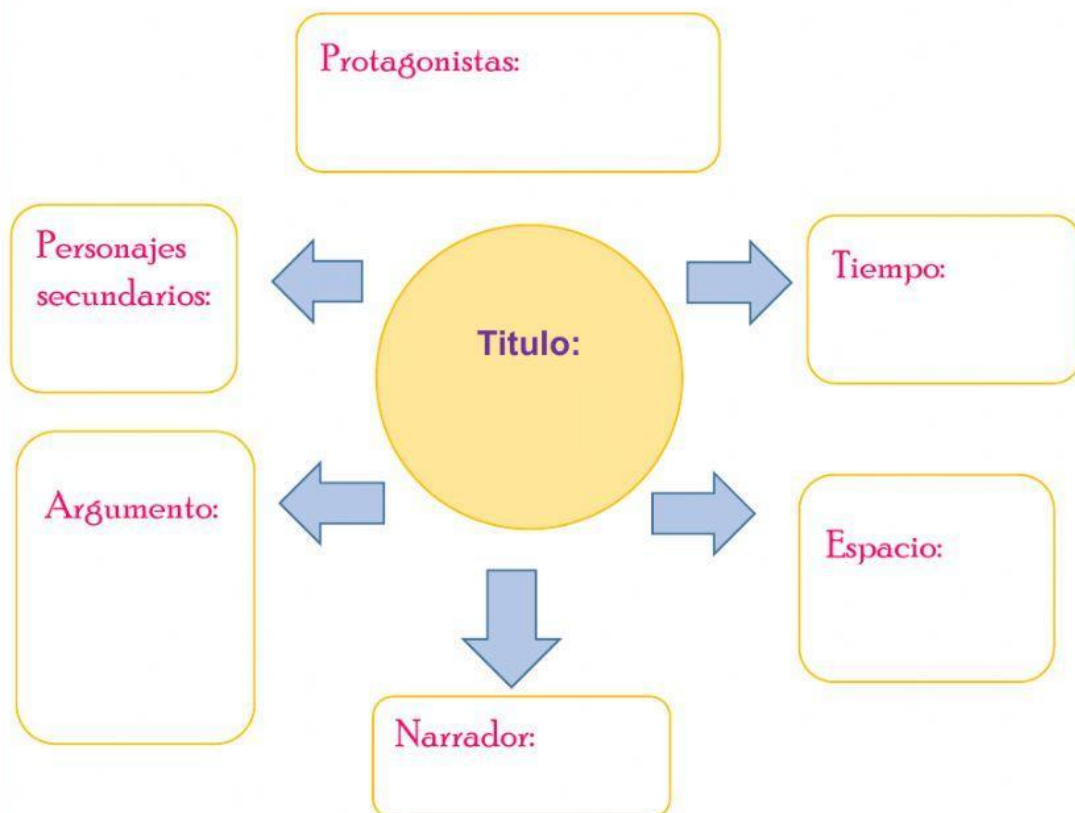 Protagonistas:
Personajes
secundarios:
Tiempo:
Titulo:
Argumento:
Espacio:
Narrador: